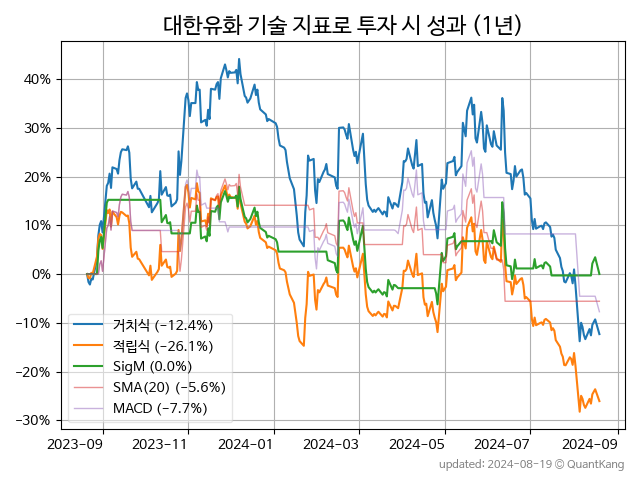 대한유화 기술 지표로 투자 시 성과 (1년)
40%
30%
20%
10%
0%
−10%
−20%
−30%
거치식 (−12.4%)
적립식 (−26.1%)
SigM (0.0%)
SMA(20) (−5.6%)
MACD (−7.7%)
2023-09 2023-11 2024-01 2024-03 2024-05 2024-07 2024-09
updated: 2024-08-19 © QuantKang